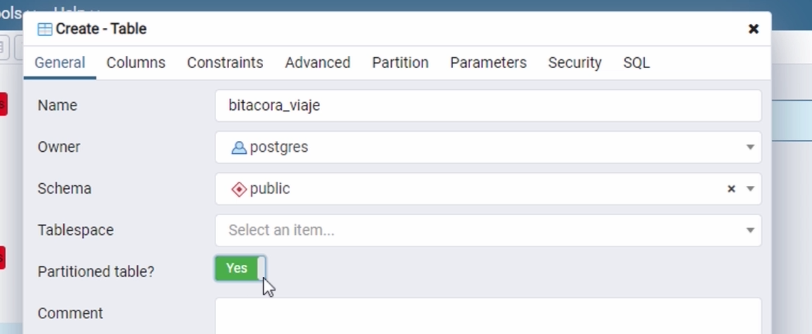 Create - Table
General Columns Constraints Advanced Partition Parameters Security SQL
Name bitacora_viaje
Owner postgres
Schema public
Tablespace Select an item...
Partitioned table? Yes
Comment